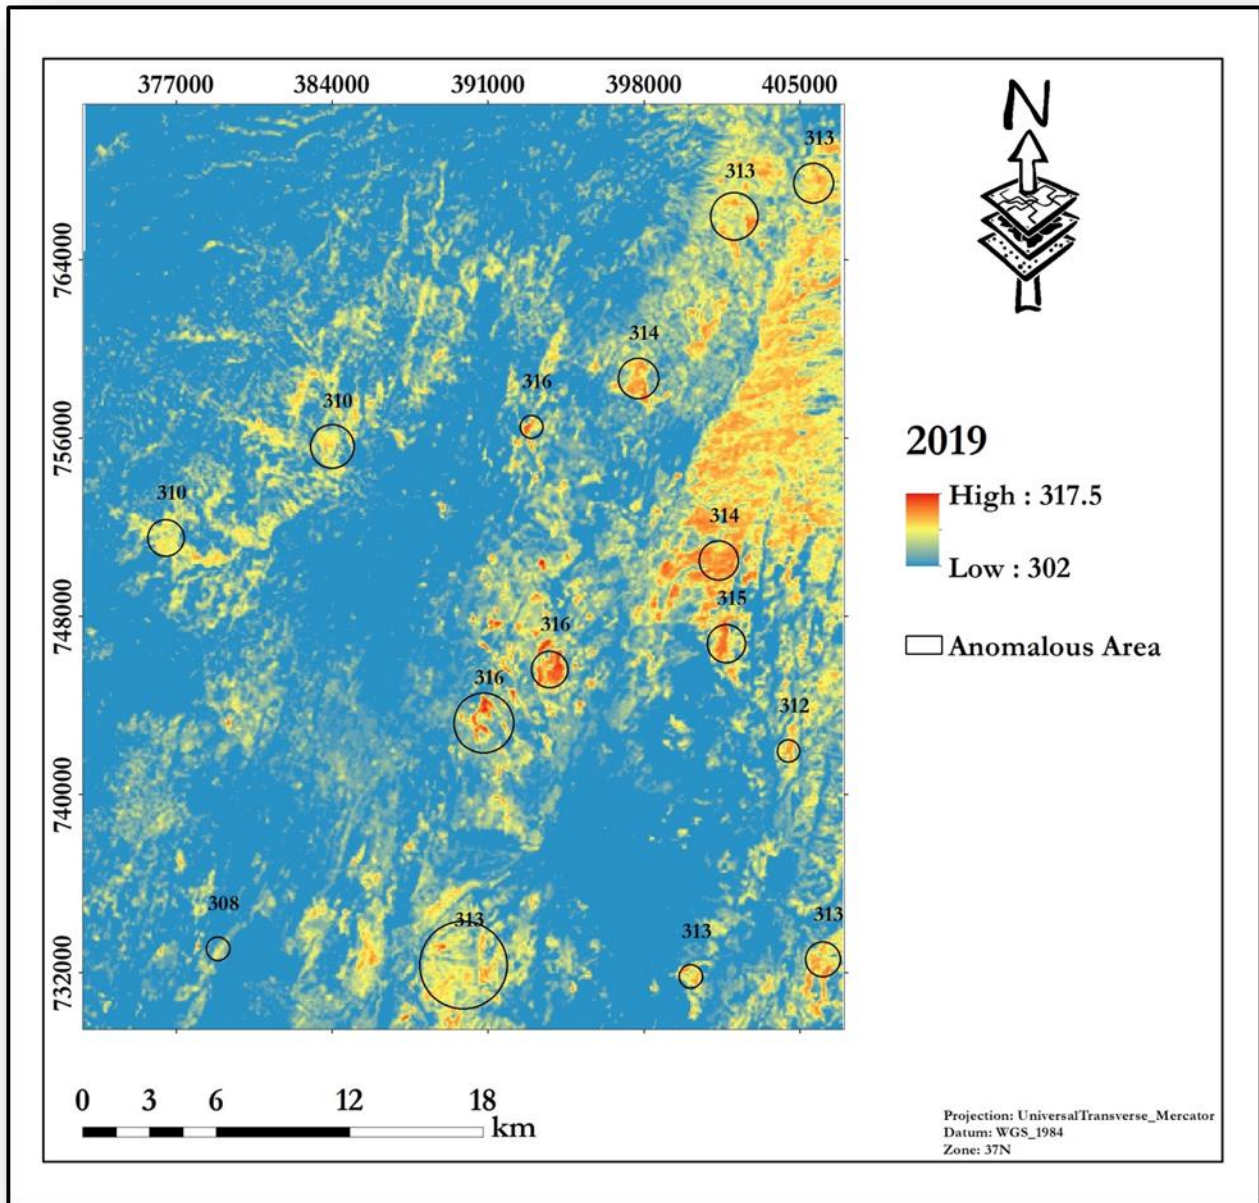 377000 384000 391000 398000 405000
N
313
313
764000
314
316
310
756000
310
2019
High : 317.5
Low : 302
314
315
748000
316
Anomalous Area
316
312
740000
308
313
313
313
732000
0 3 6 12 18
km
Projection: UniversalTransverse_Mercator
Datum: WGS_1984
Zone: 37N